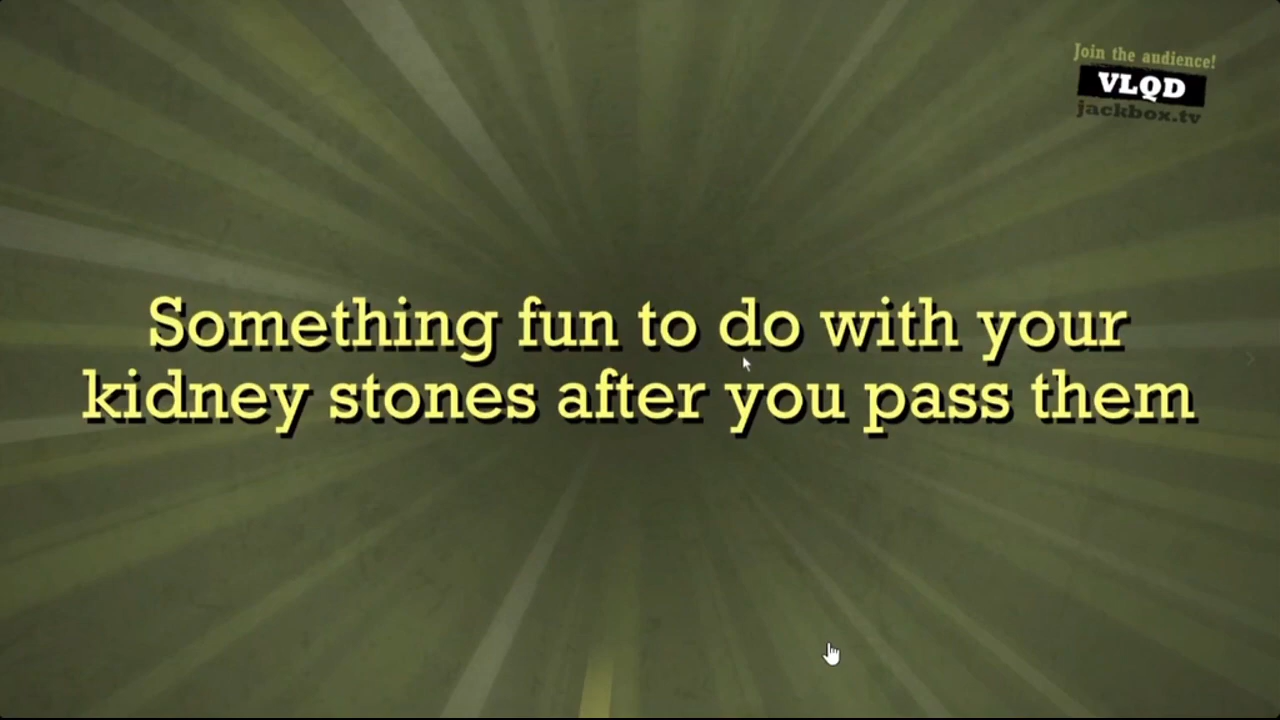 Join the audience!
VLQD
jackbox.tv
Something fun to do with your
kidney stones after you pass them